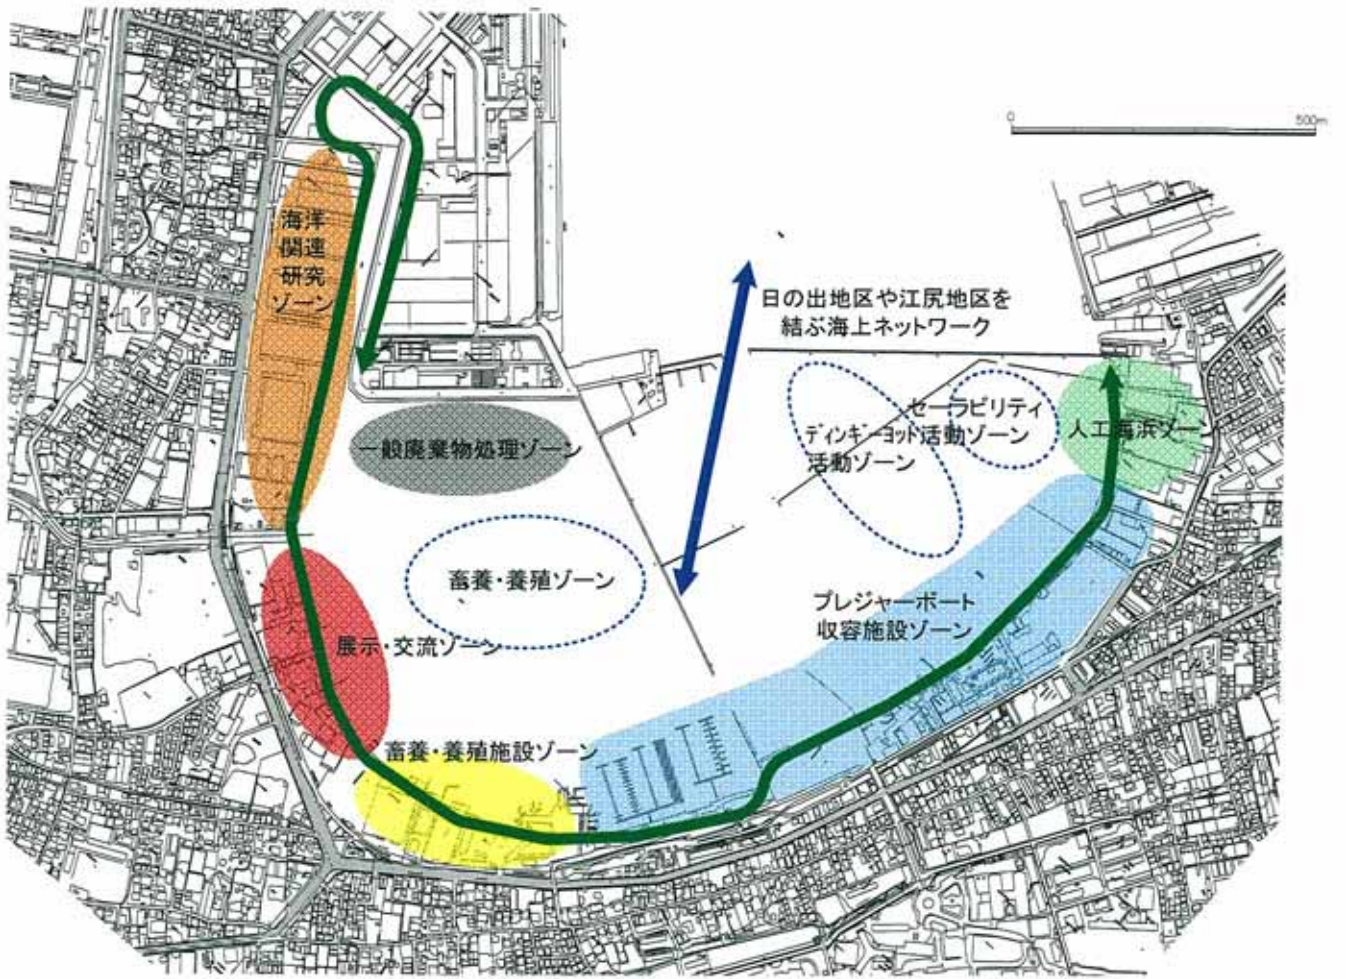 0
500m
海洋
関連
研究
ゾーン
日の出地区や江尻地区を
結ぶ海上ネットワーク
セーラビリティ
活動ゾーン
ディンギーヨット
活動ゾーン
人工海浜ゾーン
一般廃棄物処理ゾーン
畜養・養殖ゾーン
プレジャーボート
収容施設ゾーン
展示・交流ゾーン
畜養・養殖施設ゾーン